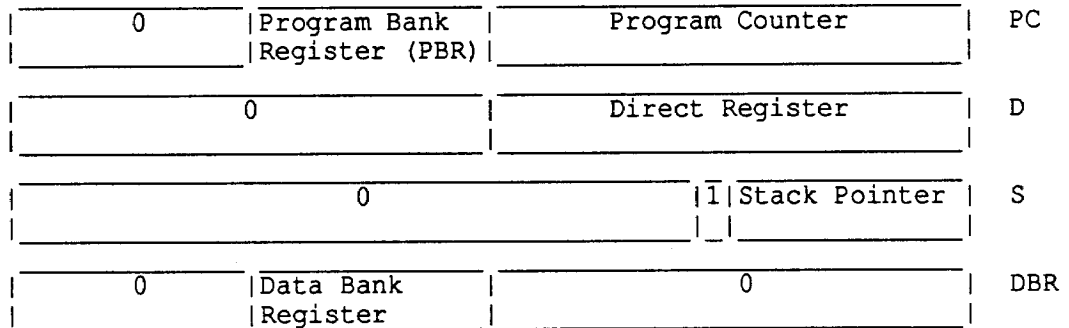 0 |Program Bank | Program Counter | PC
|Register (PBR)|
0 | Direct Register | D
0 |1|Stack Pointer | S
0 |Data Bank | 0 | DBR
|Register |